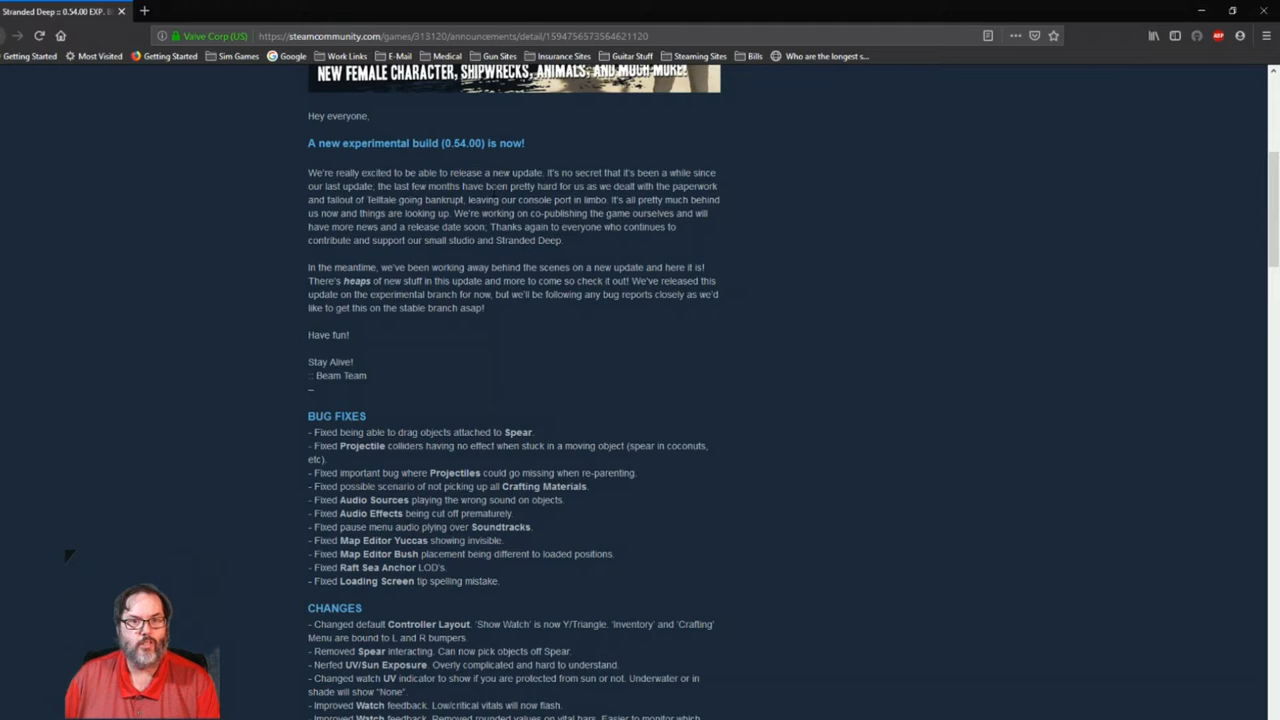 Stranded Deep :: 0.54.00 EXP.
Valve Corp (US)
https://steamcommunity.com/games/313120/announcements/detail/1594756573564621120
Getting Started
Most Visited
Getting Started
Sim Games
Google
Work Links
E-Mail
Medical
Gun Sites
Insurance Sites
Guitar Stuff
Steaming Sites
Bills
Who are the longest s...
NEW FEMALE CHARACTER, SHIPWRECKS, ANIMALS, AND MUCH MORE!
Hey everyone,
A new experimental build (0.54.00) is now!
We're really excited to be able to release a new update. It's no secret that it's been a while since
our last update; the last few months have been pretty hard for us as we dealt with the paperwork
and fallout of Telltale going bankrupt, leaving our console port in limbo. It's all pretty much behind
us now and things are looking up. We're working on co-publishing the game ourselves and will
have more news and a release date soon; Thanks again to everyone who continues to
contribute and support our small studio and Stranded Deep.
In the meantime, we've been working away behind the scenes on a new update and here it is!
There's heaps of new stuff in this update and more to come so check it out! We've released this
update on the experimental branch for now, but we'll be following any bug reports closely as we'd
like to get this on the stable branch asap!
Have fun!
Stay Alive!
:: Beam Team
–
BUG FIXES
- Fixed being able to drag objects attached to Spear.
- Fixed Projectile colliders having no effect when stuck in a moving object (spear in coconuts,
etc).
- Fixed important bug where Projectiles could go missing when re-parenting.
- Fixed possible scenario of not picking up all Crafting Materials.
- Fixed Audio Sources playing the wrong sound on objects.
- Fixed Audio Effects being cut off prematurely.
- Fixed pause menu audio plying over Soundtracks.
- Fixed Map Editor Yuccas showing invisible.
- Fixed Map Editor Bush placement being different to loaded positions.
- Fixed Raft Sea Anchor LOD's.
- Fixed Loading Screen tip spelling mistake.
CHANGES
- Changed default Controller Layout. 'Show Watch' is now Y/Triangle. 'Inventory' and 'Crafting'
Menu are bound to L and R bumpers.
- Removed Spear interacting. Can now pick objects off Spear.
- Nerfed UV/Sun Exposure. Overly complicated and hard to understand.
- Changed watch UV indicator to show if you are protected from sun or not. Underwater or in
shade will show "None".
- Improved Watch feedback. Low/critical vitals will now flash.
- Improved Watch feedback. Removed rounded values on vital bars. Easier to monitor which